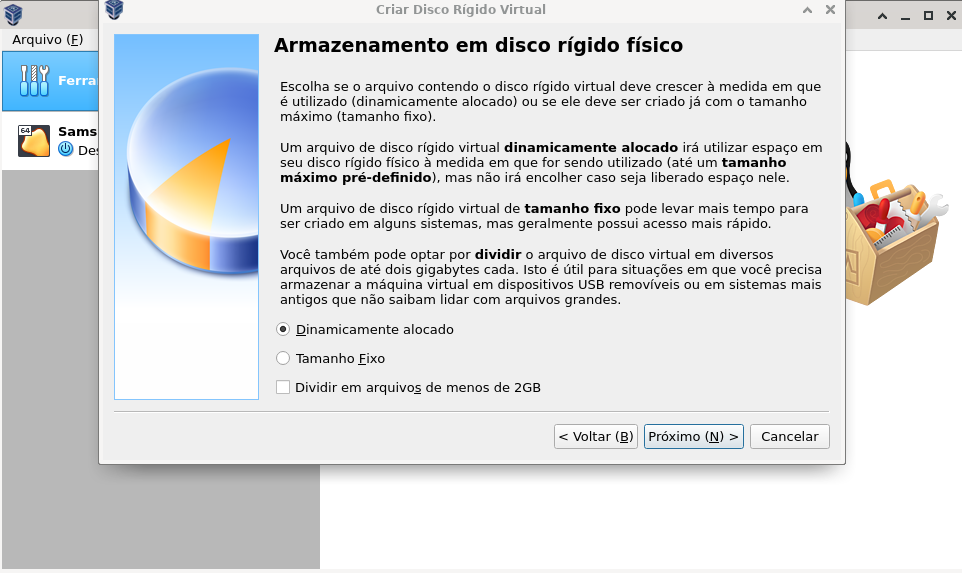 Criar Disco Rígido Virtual
Arquivo (F)
Ferra
64
Sams
Des
Armazenamento em disco rígido físico
Escolha se o arquivo contendo o disco rígido virtual deve crescer à medida em que
é utilizado (dinamicamente alocado) ou se ele deve ser criado já com o tamanho
máximo (tamanho fixo).
Um arquivo de disco rígido virtual dinamicamente alocado irá utilizar espaço em
seu disco rígido físico à medida em que for sendo utilizado (até um tamanho
máximo pré-definido), mas não irá encolher caso seja liberado espaço nele.
Um arquivo de disco rígido virtual de tamanho fixo pode levar mais tempo para
ser criado em alguns sistemas, mas geralmente possui acesso mais rápido.
Você também pode optar por dividir o arquivo de disco virtual em diversos
arquivos de até dois gigabytes cada. Isto é útil para situações em que você precisa
armazenar a máquina virtual em dispositivos USB removíveis ou em sistemas mais
antigos que não saibam lidar com arquivos grandes.
Dinamicamente alocado
Tamanho Fixo
Dividir em arquivos de menos de 2GB
< Voltar (B)
Próximo (N) >
Cancelar